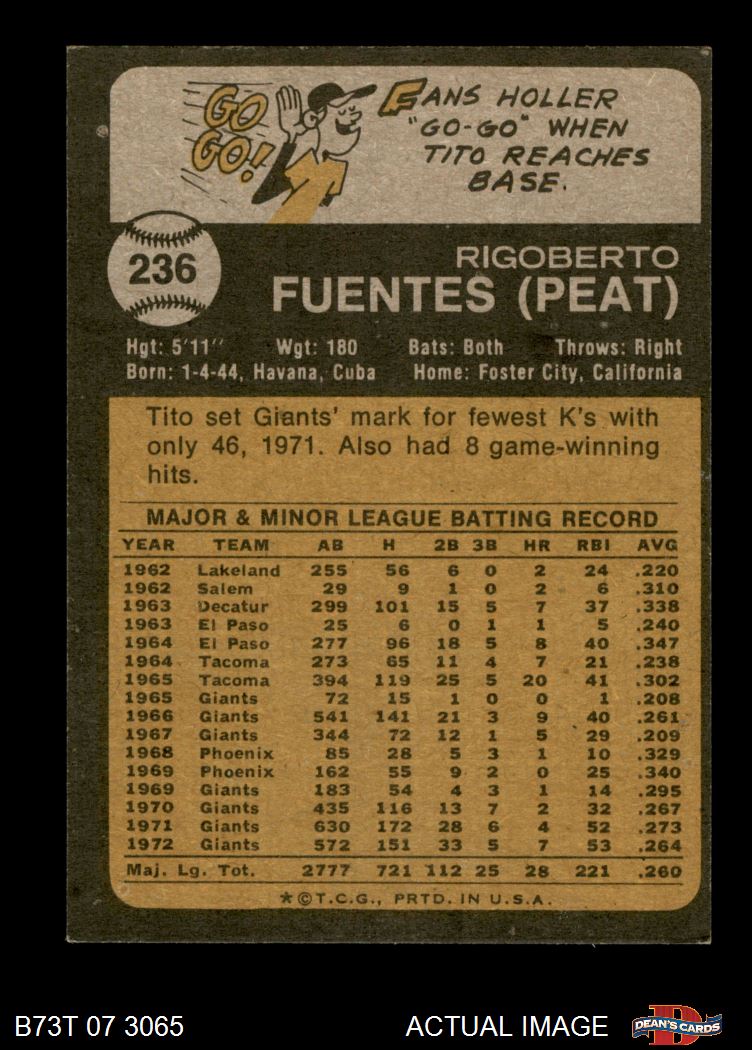 GO
GO!
FANS HOLLER
"GO-GO" WHEN
TITO REACHES
BASE.
236
RIGOBERTO
FUENTES (PEAT)
Hgt: 5'11" Wgt: 180 Bats: Both Throws: Right
Born: 1-4-44, Havana, Cuba Home: Foster City, California
Tito set Giants' mark for fewest K's with
only 46, 1971. Also had 8 game-winning
hits.
MAJOR & MINOR LEAGUE BATTING RECORD
YEAR TEAM AB H 2B 3B HR RBI AVG
1962 Lakeland 255 56 6 0 2 24 .220
1962 Salem 29 9 1 0 2 6 .310
1963 Decatur 299 101 15 5 7 37 .338
1963 El Paso 25 6 0 1 1 5 .240
1964 El Paso 277 96 18 5 8 40 .347
1964 Tacoma 273 65 11 4 7 21 .238
1965 Tacoma 394 119 25 5 20 41 .302
1965 Giants 72 15 1 0 0 1 .208
1966 Giants 541 141 21 3 9 40 .261
1967 Giants 344 72 12 1 5 29 .209
1968 Phoenix 85 28 5 3 1 10 .329
1969 Phoenix 162 55 9 2 0 25 .340
1969 Giants 183 54 4 3 1 14 .295
1970 Giants 435 116 13 7 2 32 .267
1971 Giants 630 172 28 6 4 52 .273
1972 Giants 572 151 33 5 7 53 .264
Maj. Lg. Tot. 2777 721 112 25 28 221 .260
*©T.C.G., PRTD. IN U.S.A.
B73T 07 3065 ACTUAL IMAGE
D
DEAN'S CARDS